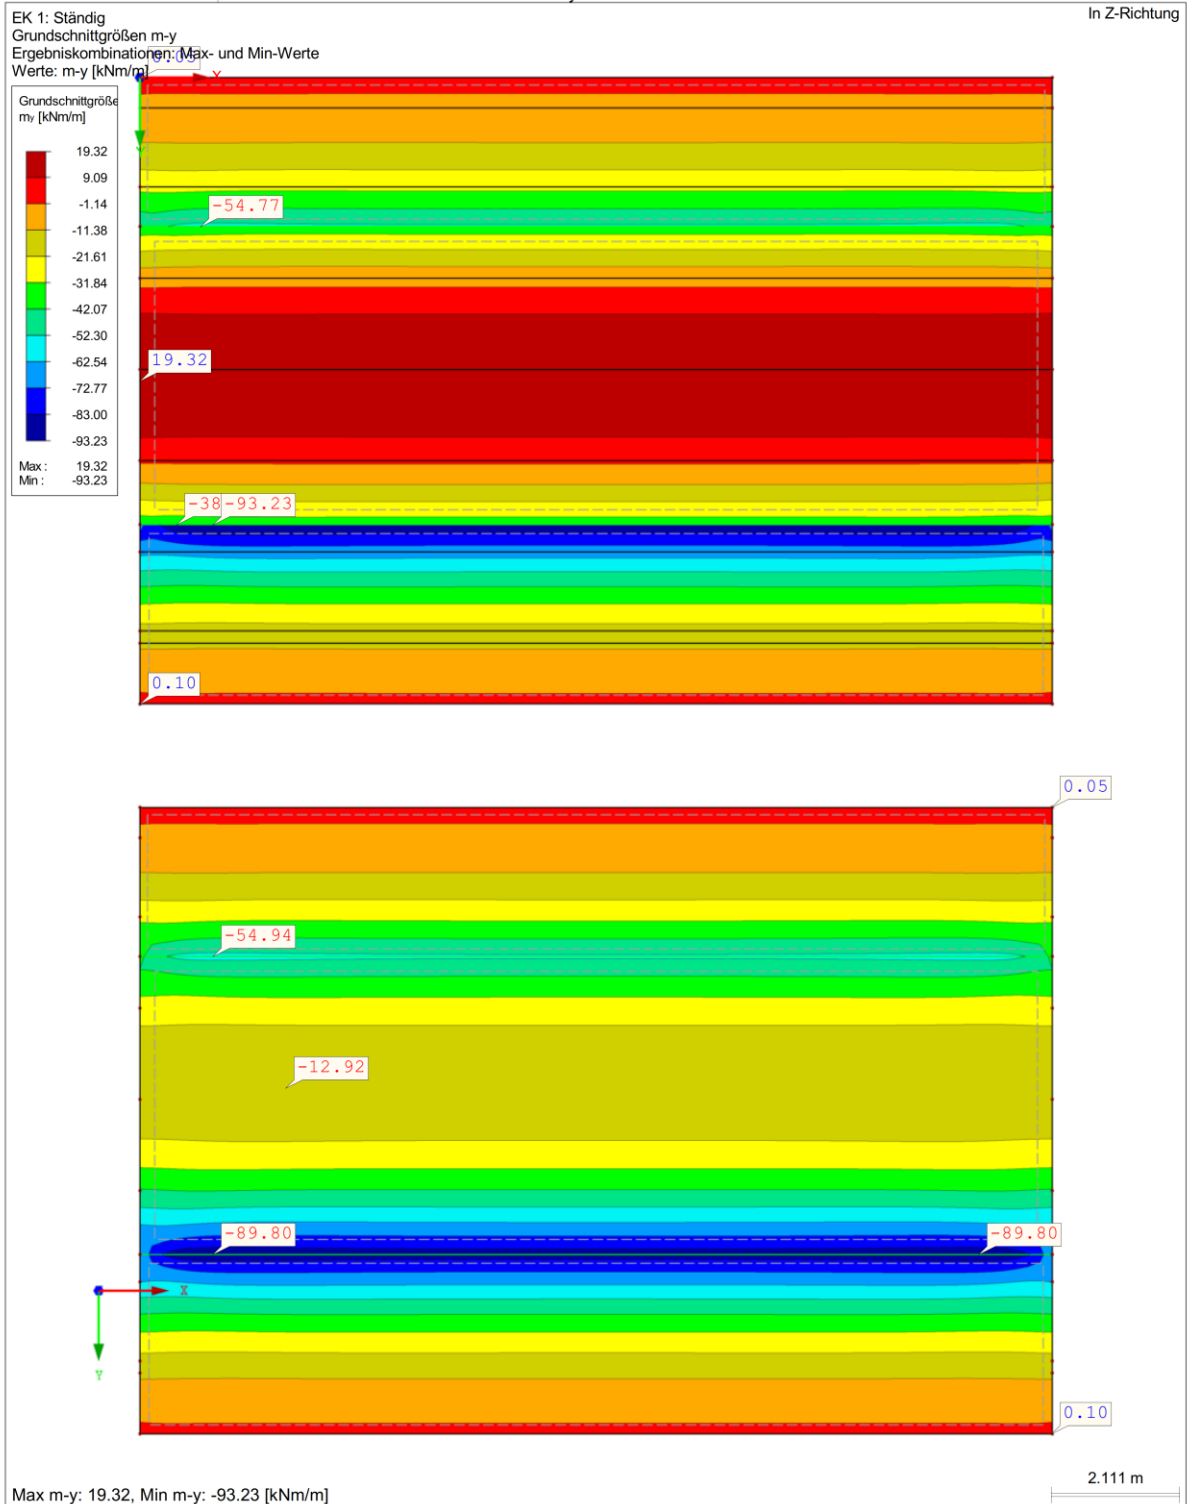 EK 1: Ständig
In Z-Richtung
Grundschnittgrößen m-y
Ergebniskombinationen: Max- und Min-Werte
Werte: m-y [kNm/m]
X
Grundschnittgröße
my [kNm/m]
Y
19.32
9.09
-1.14
-11.38
-21.61
-31.84
-42.07
-52.30
-62.54
-72.77
-83.00
-93.23
Max : 19.32
Min : -93.23
-54.77
19.32
-38
-93.23
0.10
0.05
-54.94
-12.92
-89.80
-89.80
X
Y
0.10
2.111 m
Max m-y: 19.32, Min m-y: -93.23 [kNm/m]